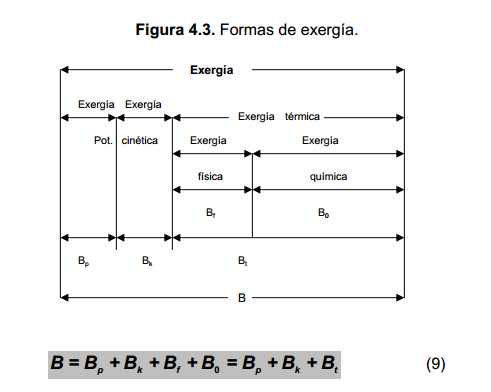 Figura 4.3. Formas de exergía.
Exergía
Exergía Exergía
Exergía térmica
Pot. cinética Exergía Exergía
física química
Bf B0
Bp Bk Bt
B
B = Bp + Bk + Bf + B0 = Bp + Bk + Bt (9)